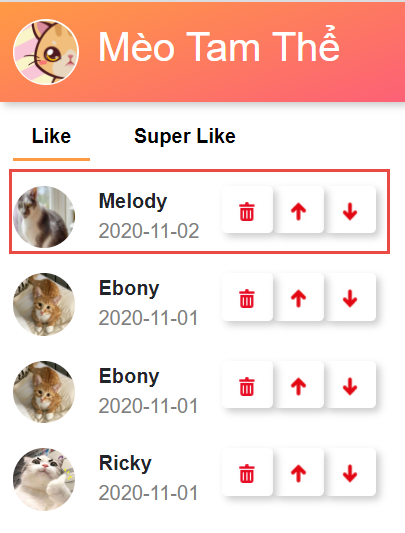 Mèo Tam Thể
Like Super Like
Melody
2020-11-02
Ebony
2020-11-01
Ebony
2020-11-01
Ricky
2020-11-01